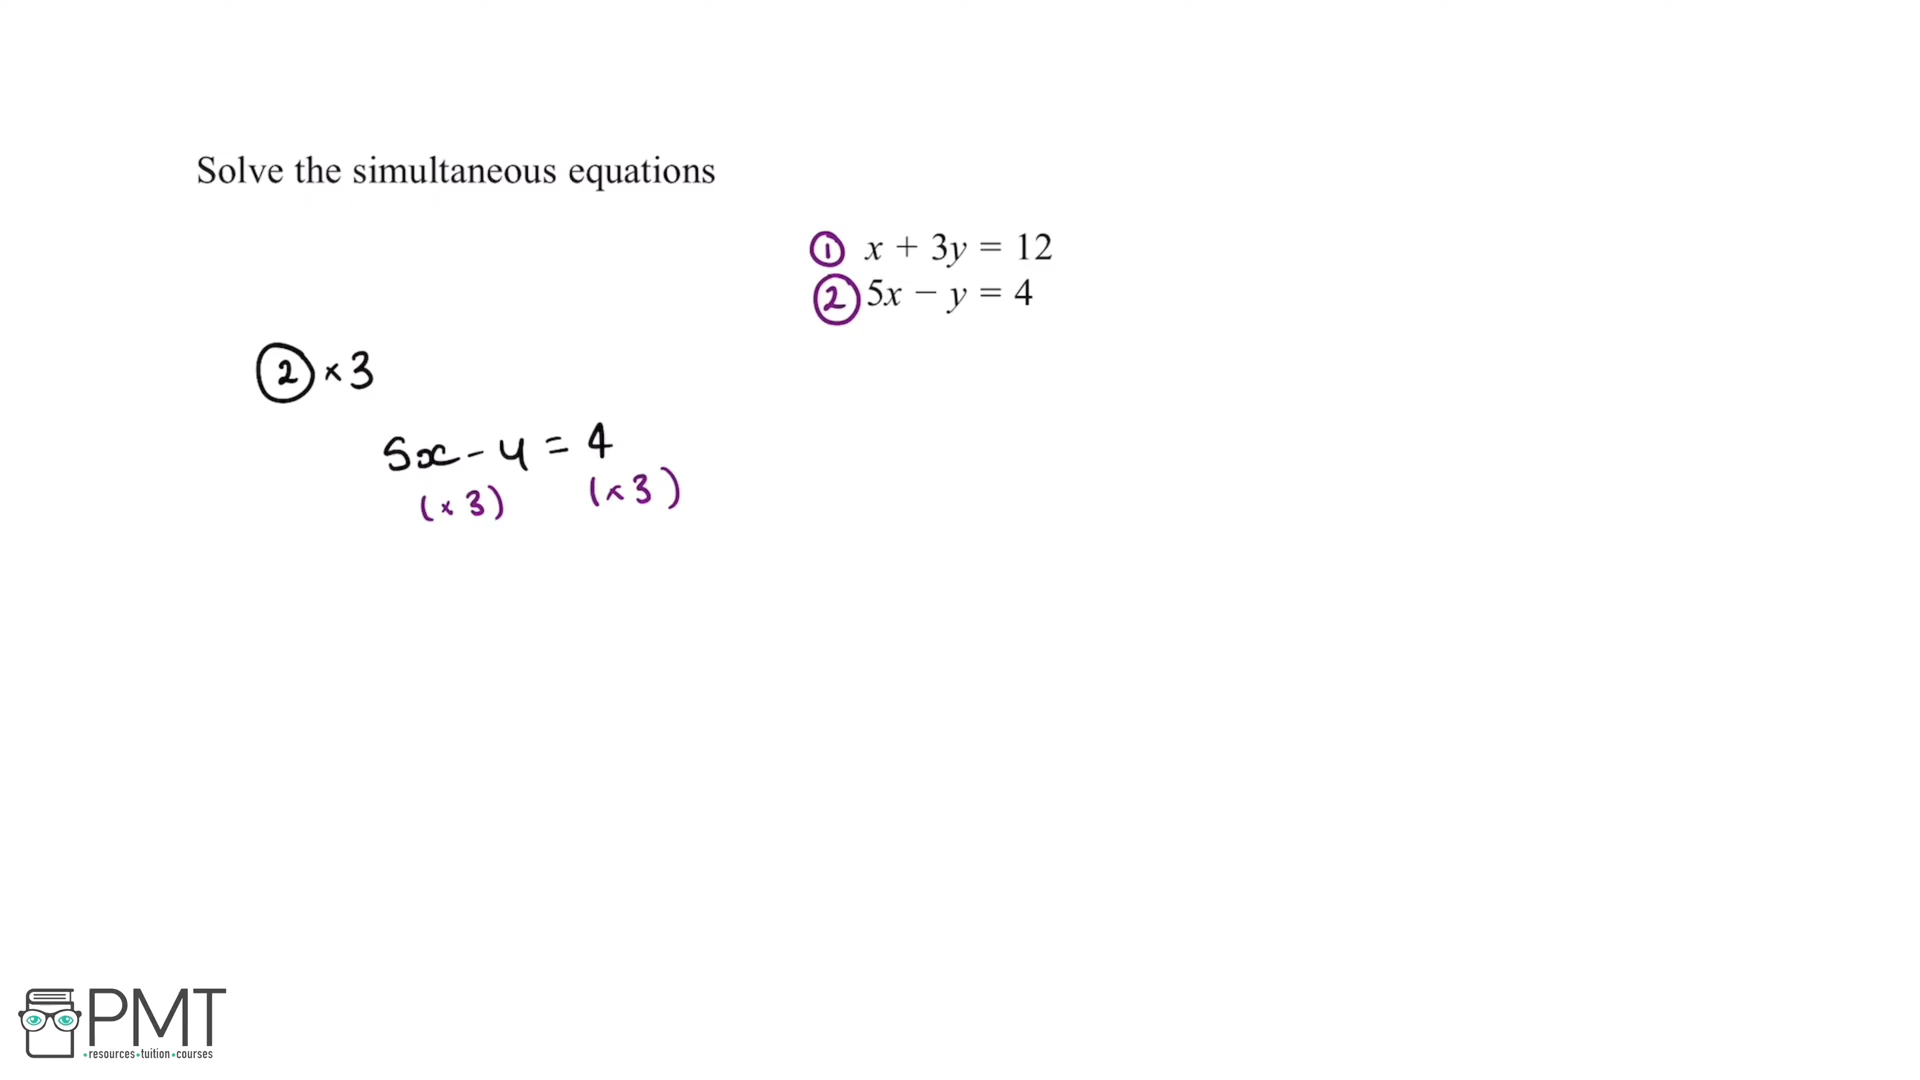 Solve the simultaneous equations
① x + 3y = 12
② 5x − y = 4
② × 3
5x - y = 4
(× 3) (× 3)
PMT
•resources•tuition•courses